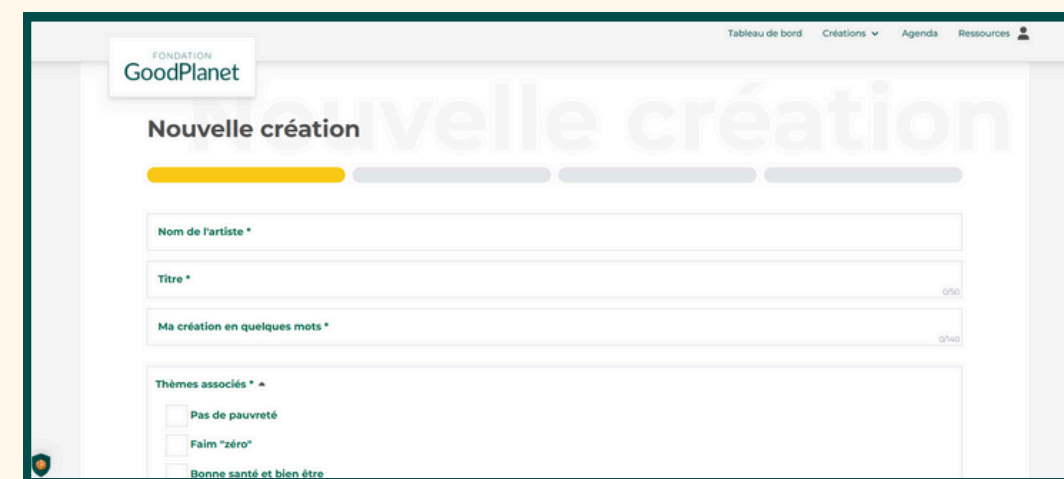 Tableau de bord Créations Agenda Ressources
FONDATION
GoodPlanet
Nouvelle création
Nouvelle création
Nom de l'artiste *
Titre *
0/50
Ma création en quelques mots *
0/140
Thèmes associés *
Pas de pauvreté
Faim "zéro"
Bonne santé et bien être